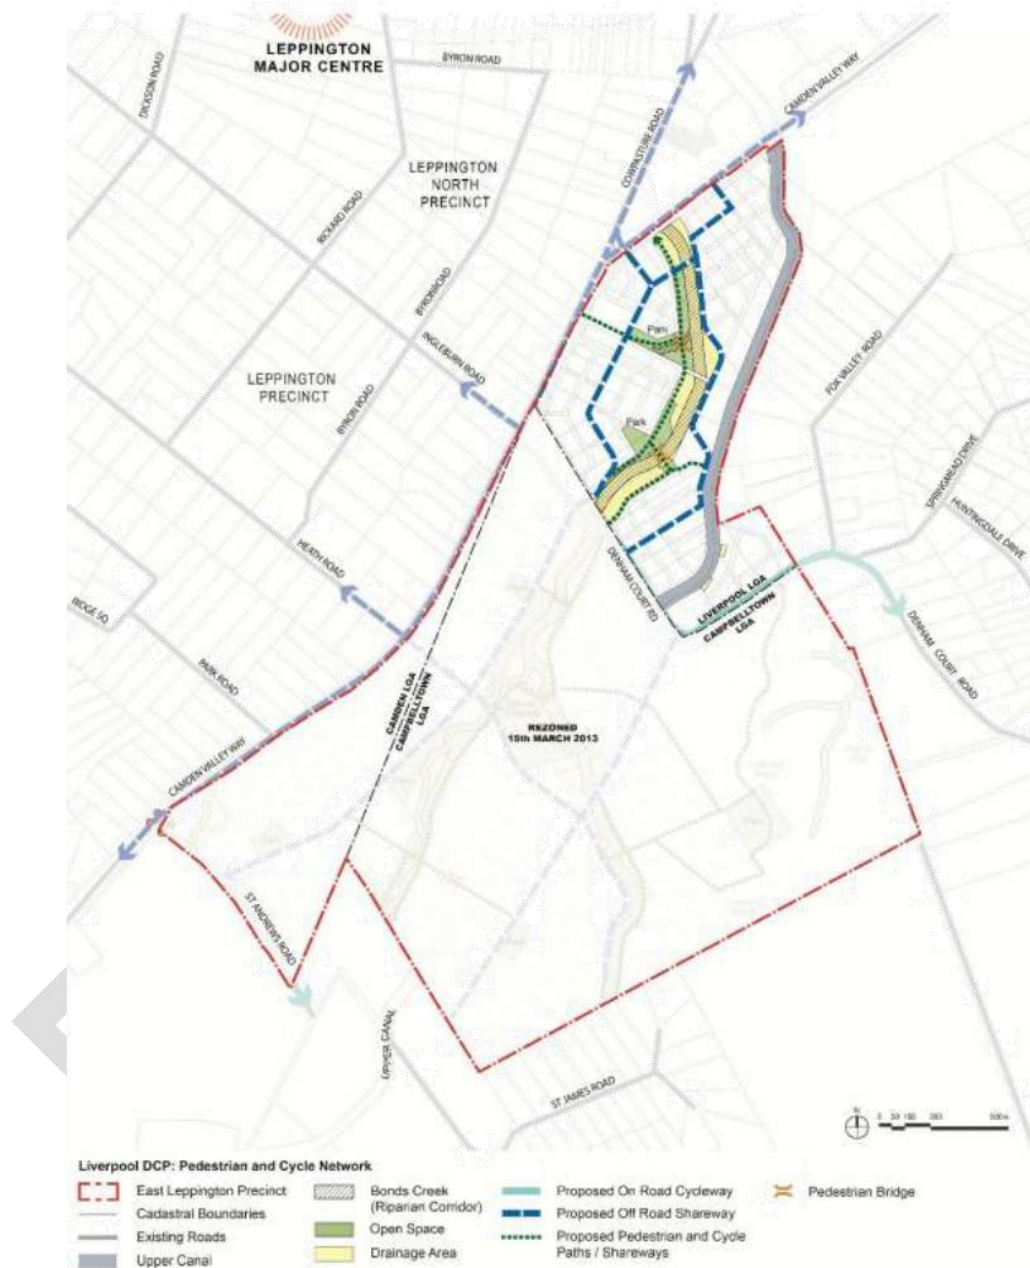 LEPPINGTON
MAJOR CENTRE
BYRON ROAD
DICKSON ROAD
CAMDEN VALLEY WAY
COWPASTURE ROAD
LEPPINGTON
NORTH
PRECINCT
RICKARD ROAD
BYRONROAD
INGLEBURN ROAD
Park
FOX VALLEY ROAD
LEPPINGTON
PRECINCT
BYRON ROAD
Park
SPRINGMEAD DRIVE
HUNTINGDALE DRIVE
HEATH ROAD
DENHAM COURT RD
LIVERPOOL LGA
CAMPBELLTOWN
LGA
RIDGE SQ
DENHAM COURT ROAD
PARK ROAD
CAMDEN LGA
CAMPBELLTOWN
LGA
REZONED
15th MARCH 2013
CAMDEN VALLEY WAY
ST ANDREWS ROAD
UPPER CANAL
ST JAMES ROAD
N
500m
Liverpool DCP: Pedestrian and Cycle Network
East Leppington Precinct
Cadastral Boundaries
Existing Roads
Upper Canal
Bonds Creek
(Riparian Corridor)
Open Space
Drainage Area
Proposed On Road Cycleway
Proposed Off Road Shareway
Proposed Pedestrian and Cycle
Paths / Shareways
Pedestrian Bridge